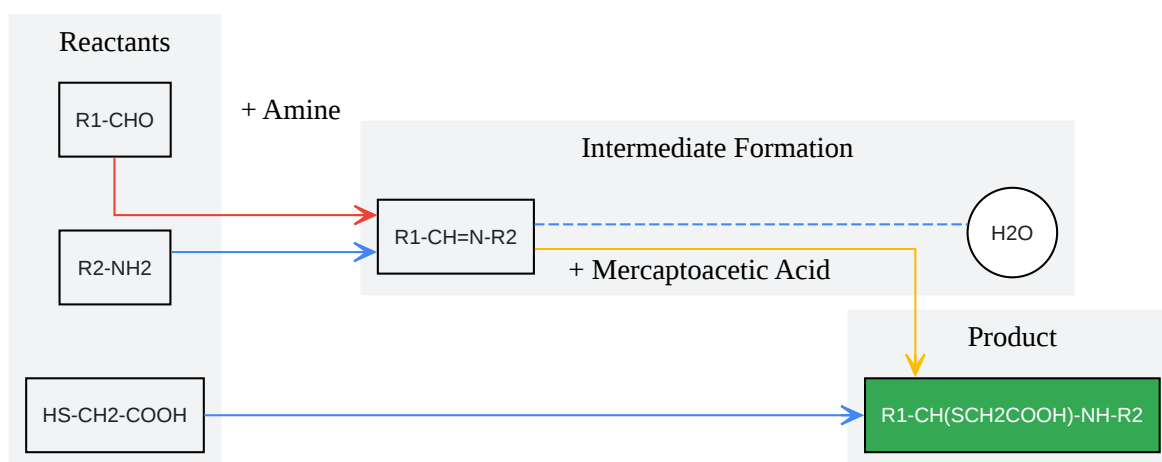 Reactants
R1-CHO
+ Amine
Intermediate Formation
R1-CH=N-R2
H2O
R2-NH2
+ Mercaptoacetic Acid
Product
HS-CH2-COOH
R1-CH(SCH2COOH)-NH-R2